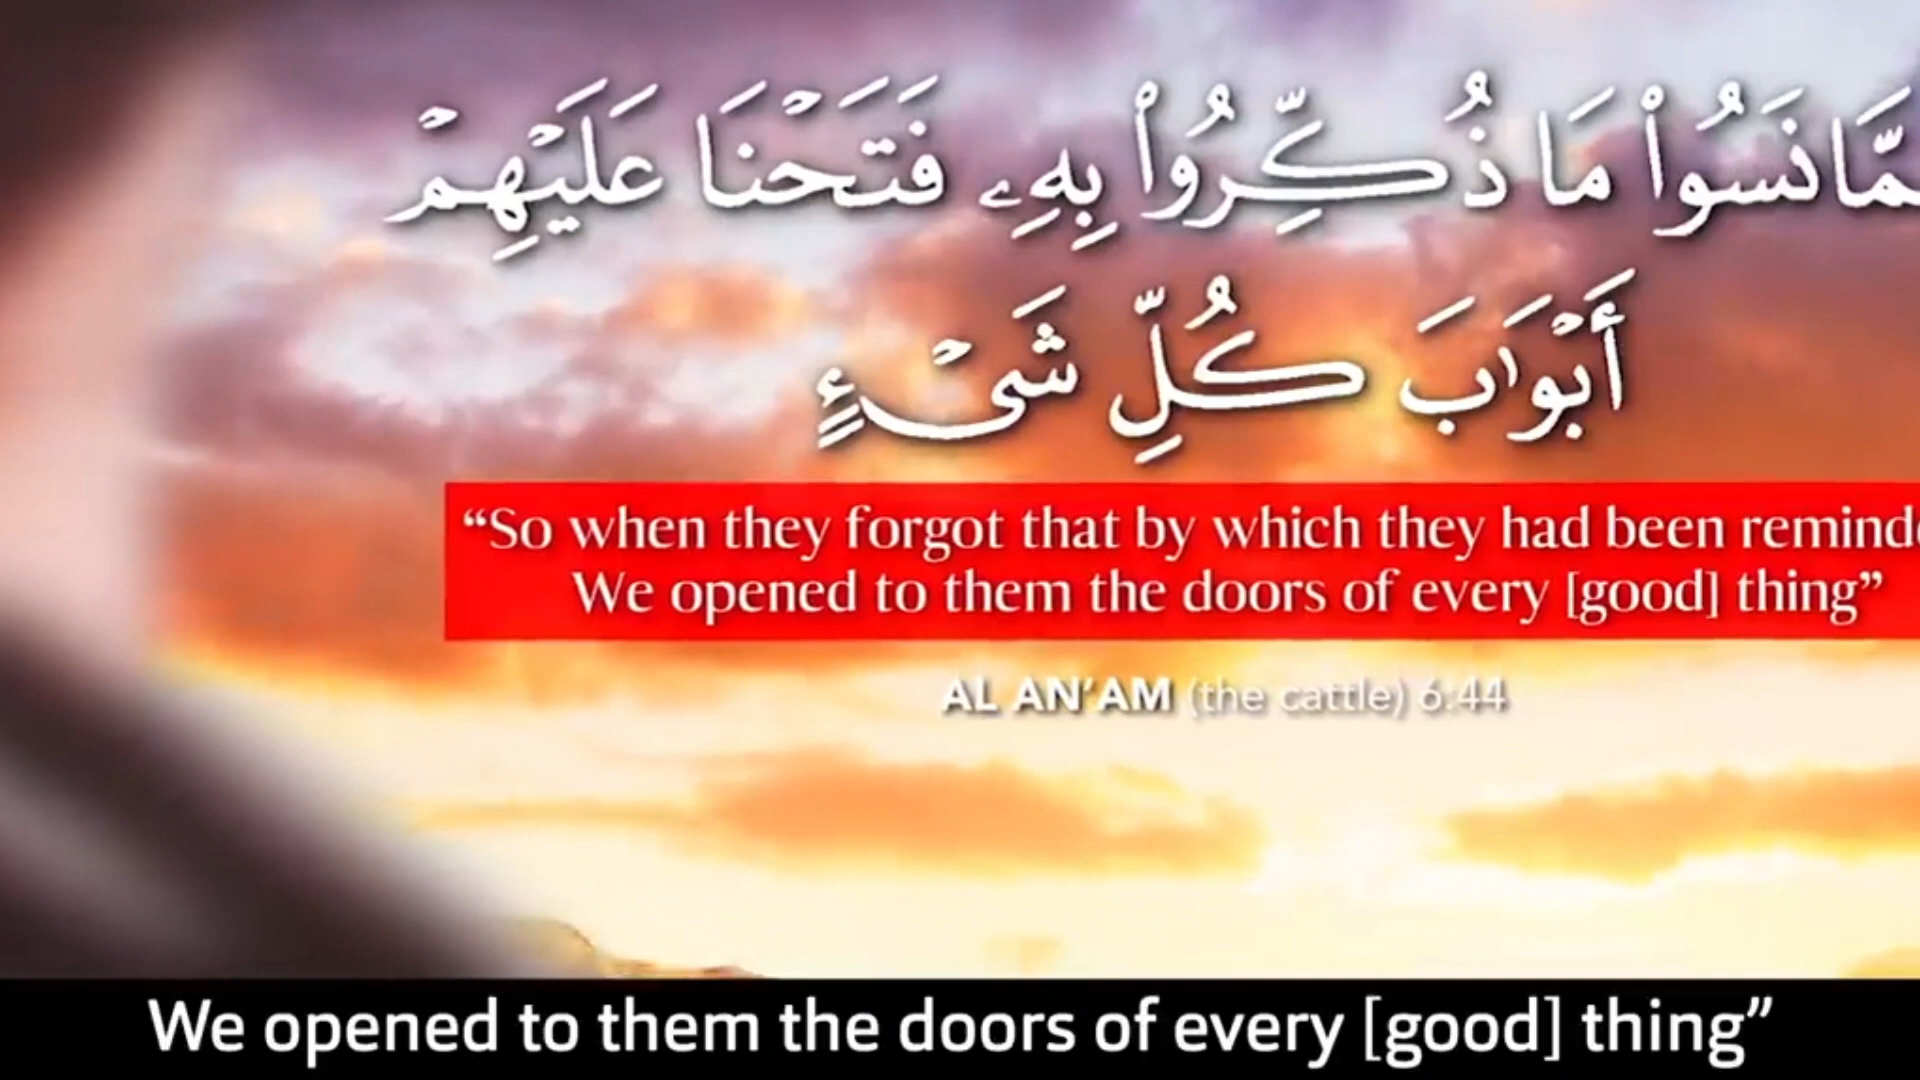 نَسُوا۟ مَا ذُكِّرُوا۟ بِهِۦ فَتَحْنَا عَلَيْهِمْ
أَبْوَٰبَ كُلِّ شَىْءٍ
“So when they forgot that by which they had been
We opened to them the doors of every [good] thing”
AL AN’AM (the cattle) 6:44
We opened to them the doors of every [good] thing”